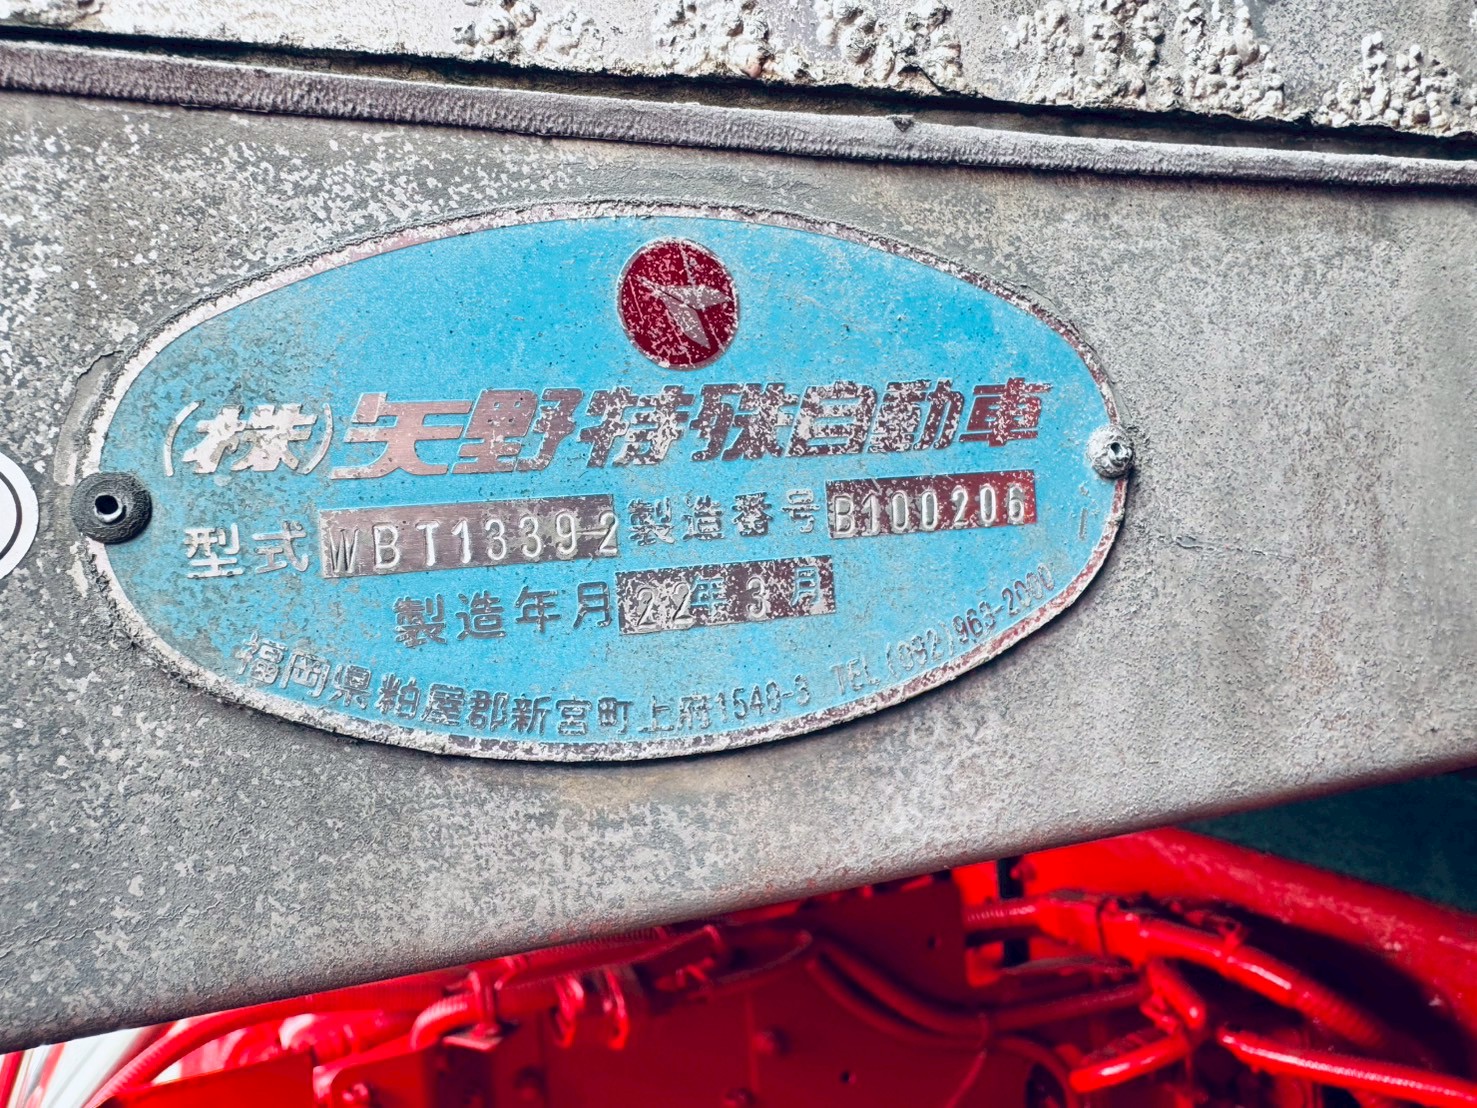 (株)矢野特殊自動車
型式 WBT1339-2 製造番号 B100206
製造年月 22年 3月
福岡県粕屋郡新宮町上府1540-3 TEL(092)963-2000